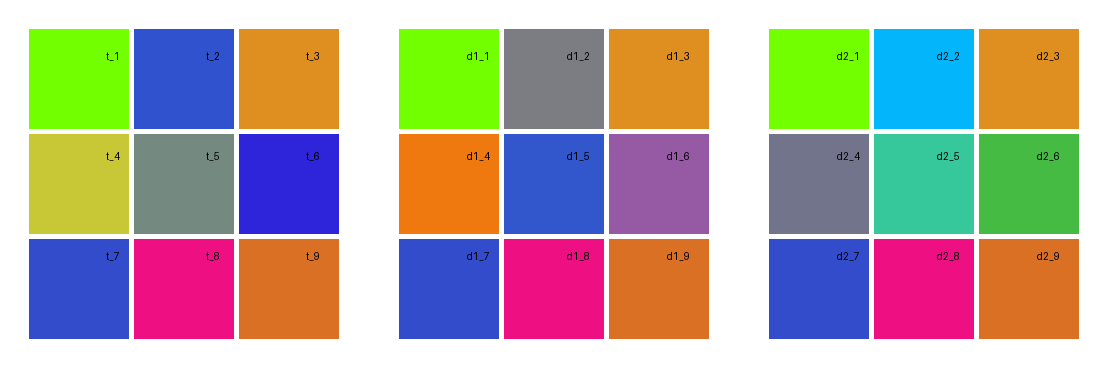 t_1 t_2 t_3 d1_1 d1_2 d1_3 d2_1 d2_2 d2_3
t_4 t_5 t_6 d1_4 d1_5 d1_6 d2_4 d2_5 d2_6
t_7 t_8 t_9 d1_7 d1_8 d1_9 d2_7 d2_8 d2_9